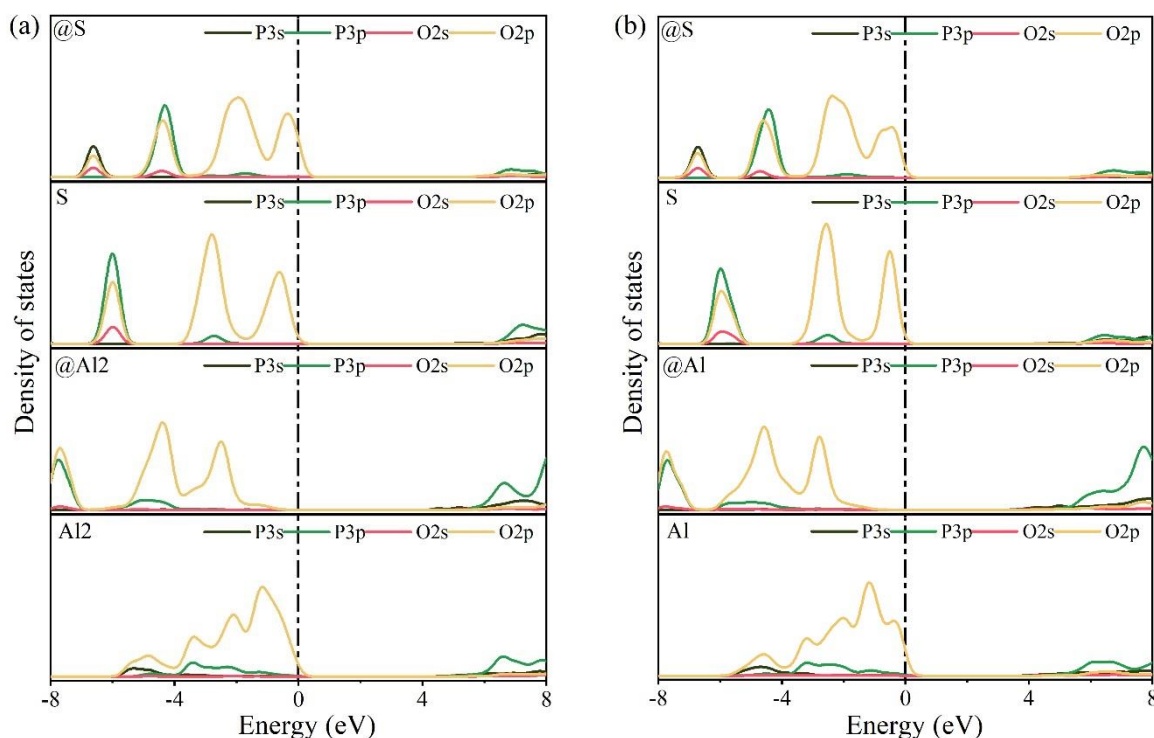 (a)
@S
P3s P3p O2s O2p
S
P3s P3p O2s O2p
@Al2
P3s P3p O2s O2p
Al2
P3s P3p O2s O2p
Density of states
-8 -4 0 4 8
Energy (eV)
(b)
@S
P3s P3p O2s O2p
S
P3s P3p O2s O2p
@Al
P3s P3p O2s O2p
Al
P3s P3p O2s O2p
Density of states
-8 -4 0 4 8
Energy (eV)